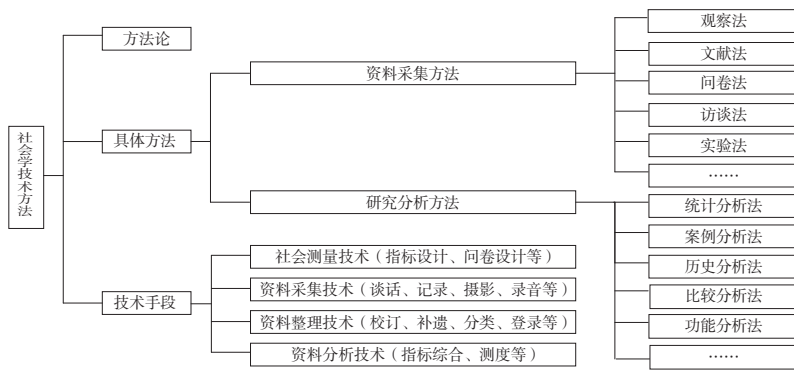 社会学技术方法
方法论
具体方法
资料采集方法
观察法
文献法
问卷法
访谈法
实验法
……
研究分析方法
统计分析法
案例分析法
历史分析法
比较分析法
功能分析法
……
技术手段
社会测量技术（指标设计、问卷设计等）
资料采集技术（谈话、记录、摄影、录音等）
资料整理技术（校订、补遗、分类、登录等）
资料分析技术（指标综合、测度等）